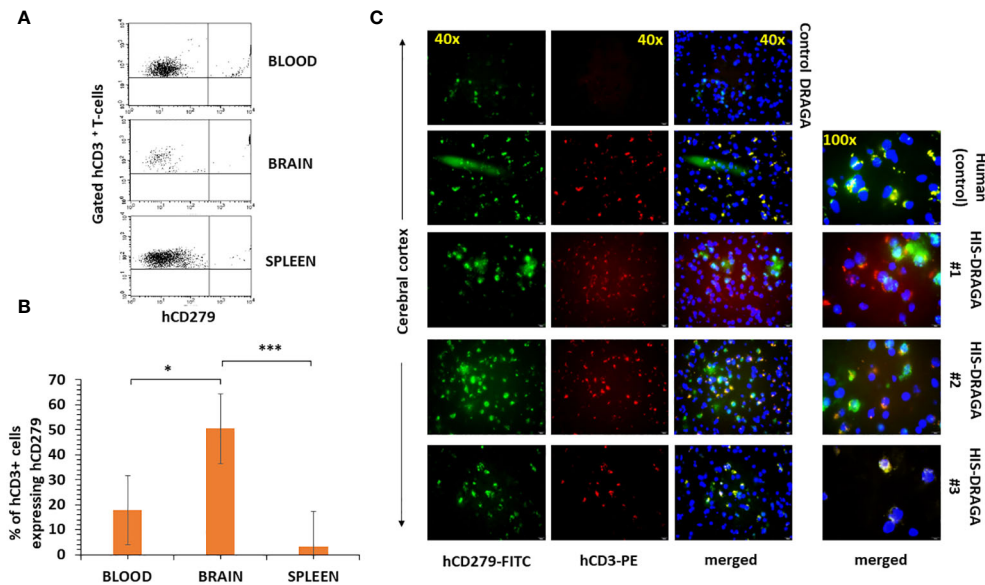 A
Gated hCD3 + T-cells
BLOOD
BRAIN
SPLEEN
hCD279
B
% of hCD3+ cells
expressing hCD279
70
60
50
40
30
20
10
0
*
***
BLOOD
BRAIN
SPLEEN
C
Cerebral cortex
40x
40x
40x
Control DRAGA
100x
Human
(control)
HIS-DRAGA
#1
HIS-DRAGA
#2
HIS-DRAGA
#3
hCD279-FITC
hCD3-PE
merged
merged